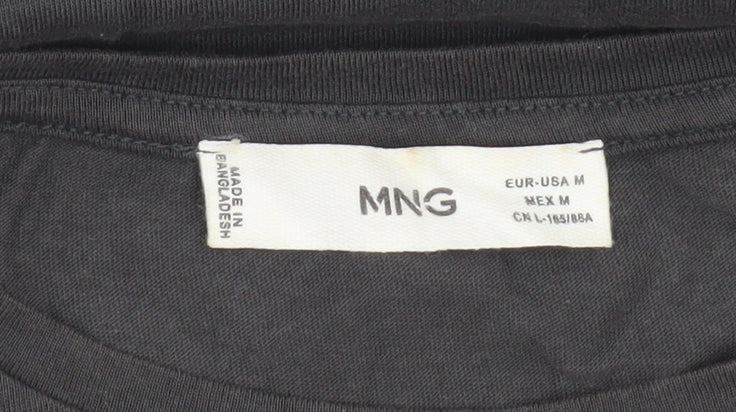 MADE IN
BANGLADESH
MNG
EUR-USA M
MEX M
CN L-165/88A